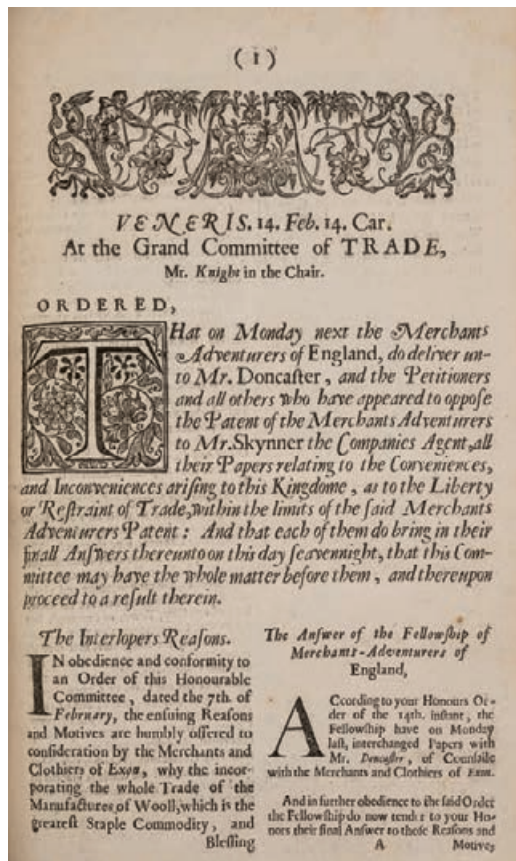 (1)
VENERIS. 14. Feb. 14. Car.
At the Grand Committee of TRADE,
Mr. Knight in the Chair.
ORDERED,
THat on Monday next the Merchants
Adventurers of England, do deliver un-
to Mr. Doncaſter, and the Petitioners
and all others who have appeared to oppoſe
the Patent of the Merchants Adventurers
to Mr. Skynner the Companies Agent, all
their Papers relating to the Conveniences,
and Inconveniences ariſing to this Kingdome, as to the Liberty
or Reſtraint of Trade, within the limits of the ſaid Merchants
Adventurers Patent: And that each of them do bring in their
finall Anſwers thereunto on this day ſeavennight, that this Com-
mittee may have the whole matter before them, and thereupon
proceed to a reſult therein.
The Interlopers Reaſons.
IN obedience and conformity to
an Order of this Honourable
Committee, dated the 7th. of
February, the enſuing Reaſons
and Motives are humbly offered to
conſideration by the Merchants and
Clothiers of Exon, why the incor-
porating the whole Trade of the
Manufactures of Wooll, which is the
greateſt Staple Commodity, and
Bleſſing
The Anſwer of the Fellowſhip of
Merchants-Adventurers of
England,
ACcording to your Honours Or-
der of the 14th. inſtant, the
Fellowſhip have on Monday
laſt, interchanged Papers with
Mr. Doncaſter, of Counſaile
with the Merchants and Clothiers of Exon.
And in further obedience to the ſaid Order
the Fellowſhip do now tender to your Ho-
nors their final Anſwer to thoſe Reaſons and
A Motives